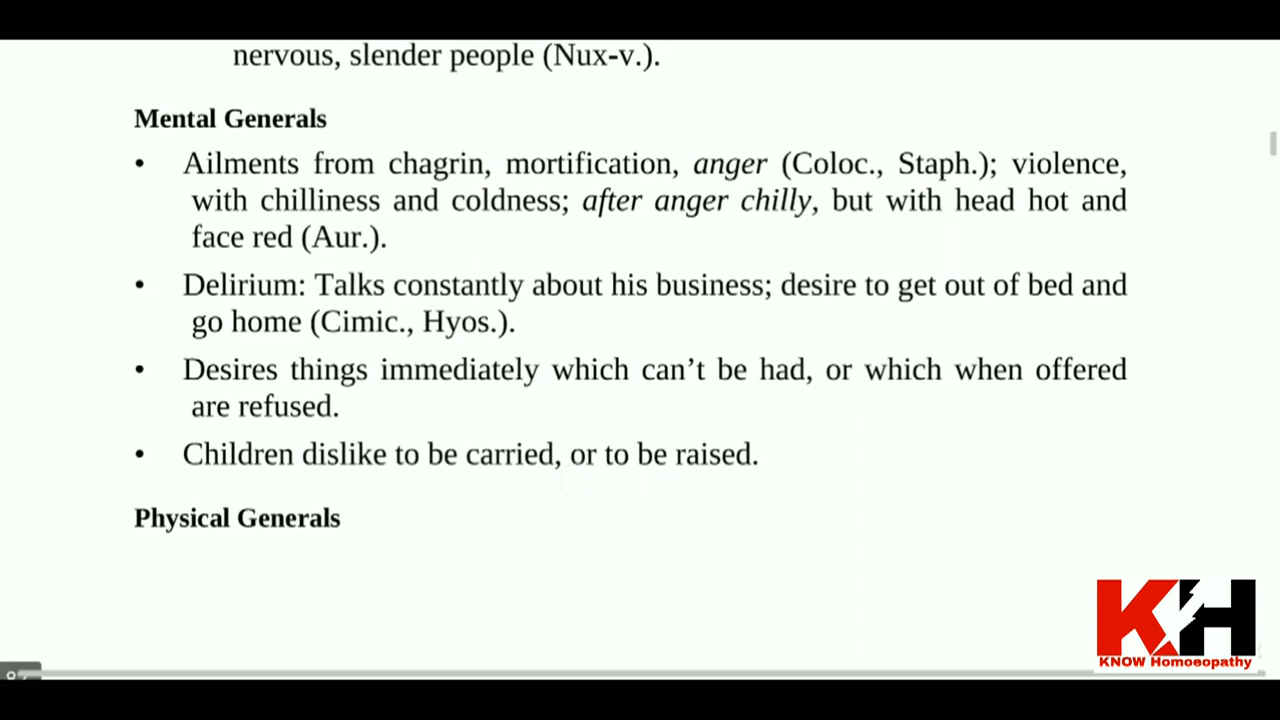 nervous, slender people (Nux-v.).
Mental Generals
• Ailments from chagrin, mortification, anger (Coloc., Staph.); violence,
with chilliness and coldness; after anger chilly, but with head hot and
face red (Aur.).
• Delirium: Talks constantly about his business; desire to get out of bed and
go home (Cimic., Hyos.).
• Desires things immediately which can’t be had, or which when offered
are refused.
• Children dislike to be carried, or to be raised.
Physical Generals
KH
KNOW Homoeopathy